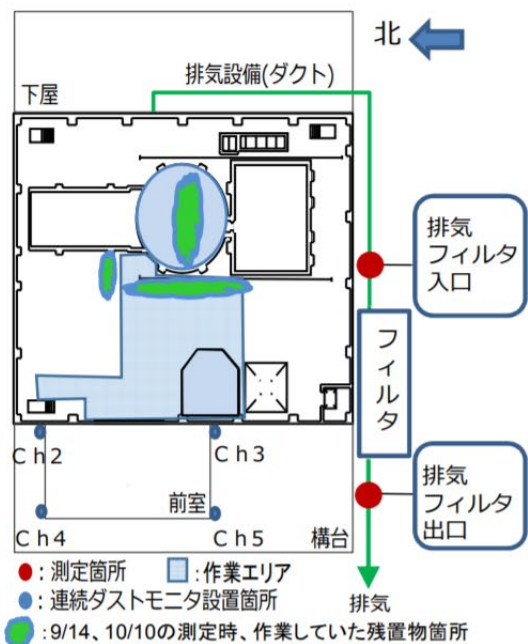 北
排気設備(ダクト)
下屋
排気
フィルタ
入口
フィルタ
Ch2
Ch3
前室
Ch4
Ch5
構台
排気
フィルタ
出口
排気
：測定箇所
：作業エリア
：連続ダストモニタ設置箇所
：9/14、10/10の測定時、作業していた残置物箇所